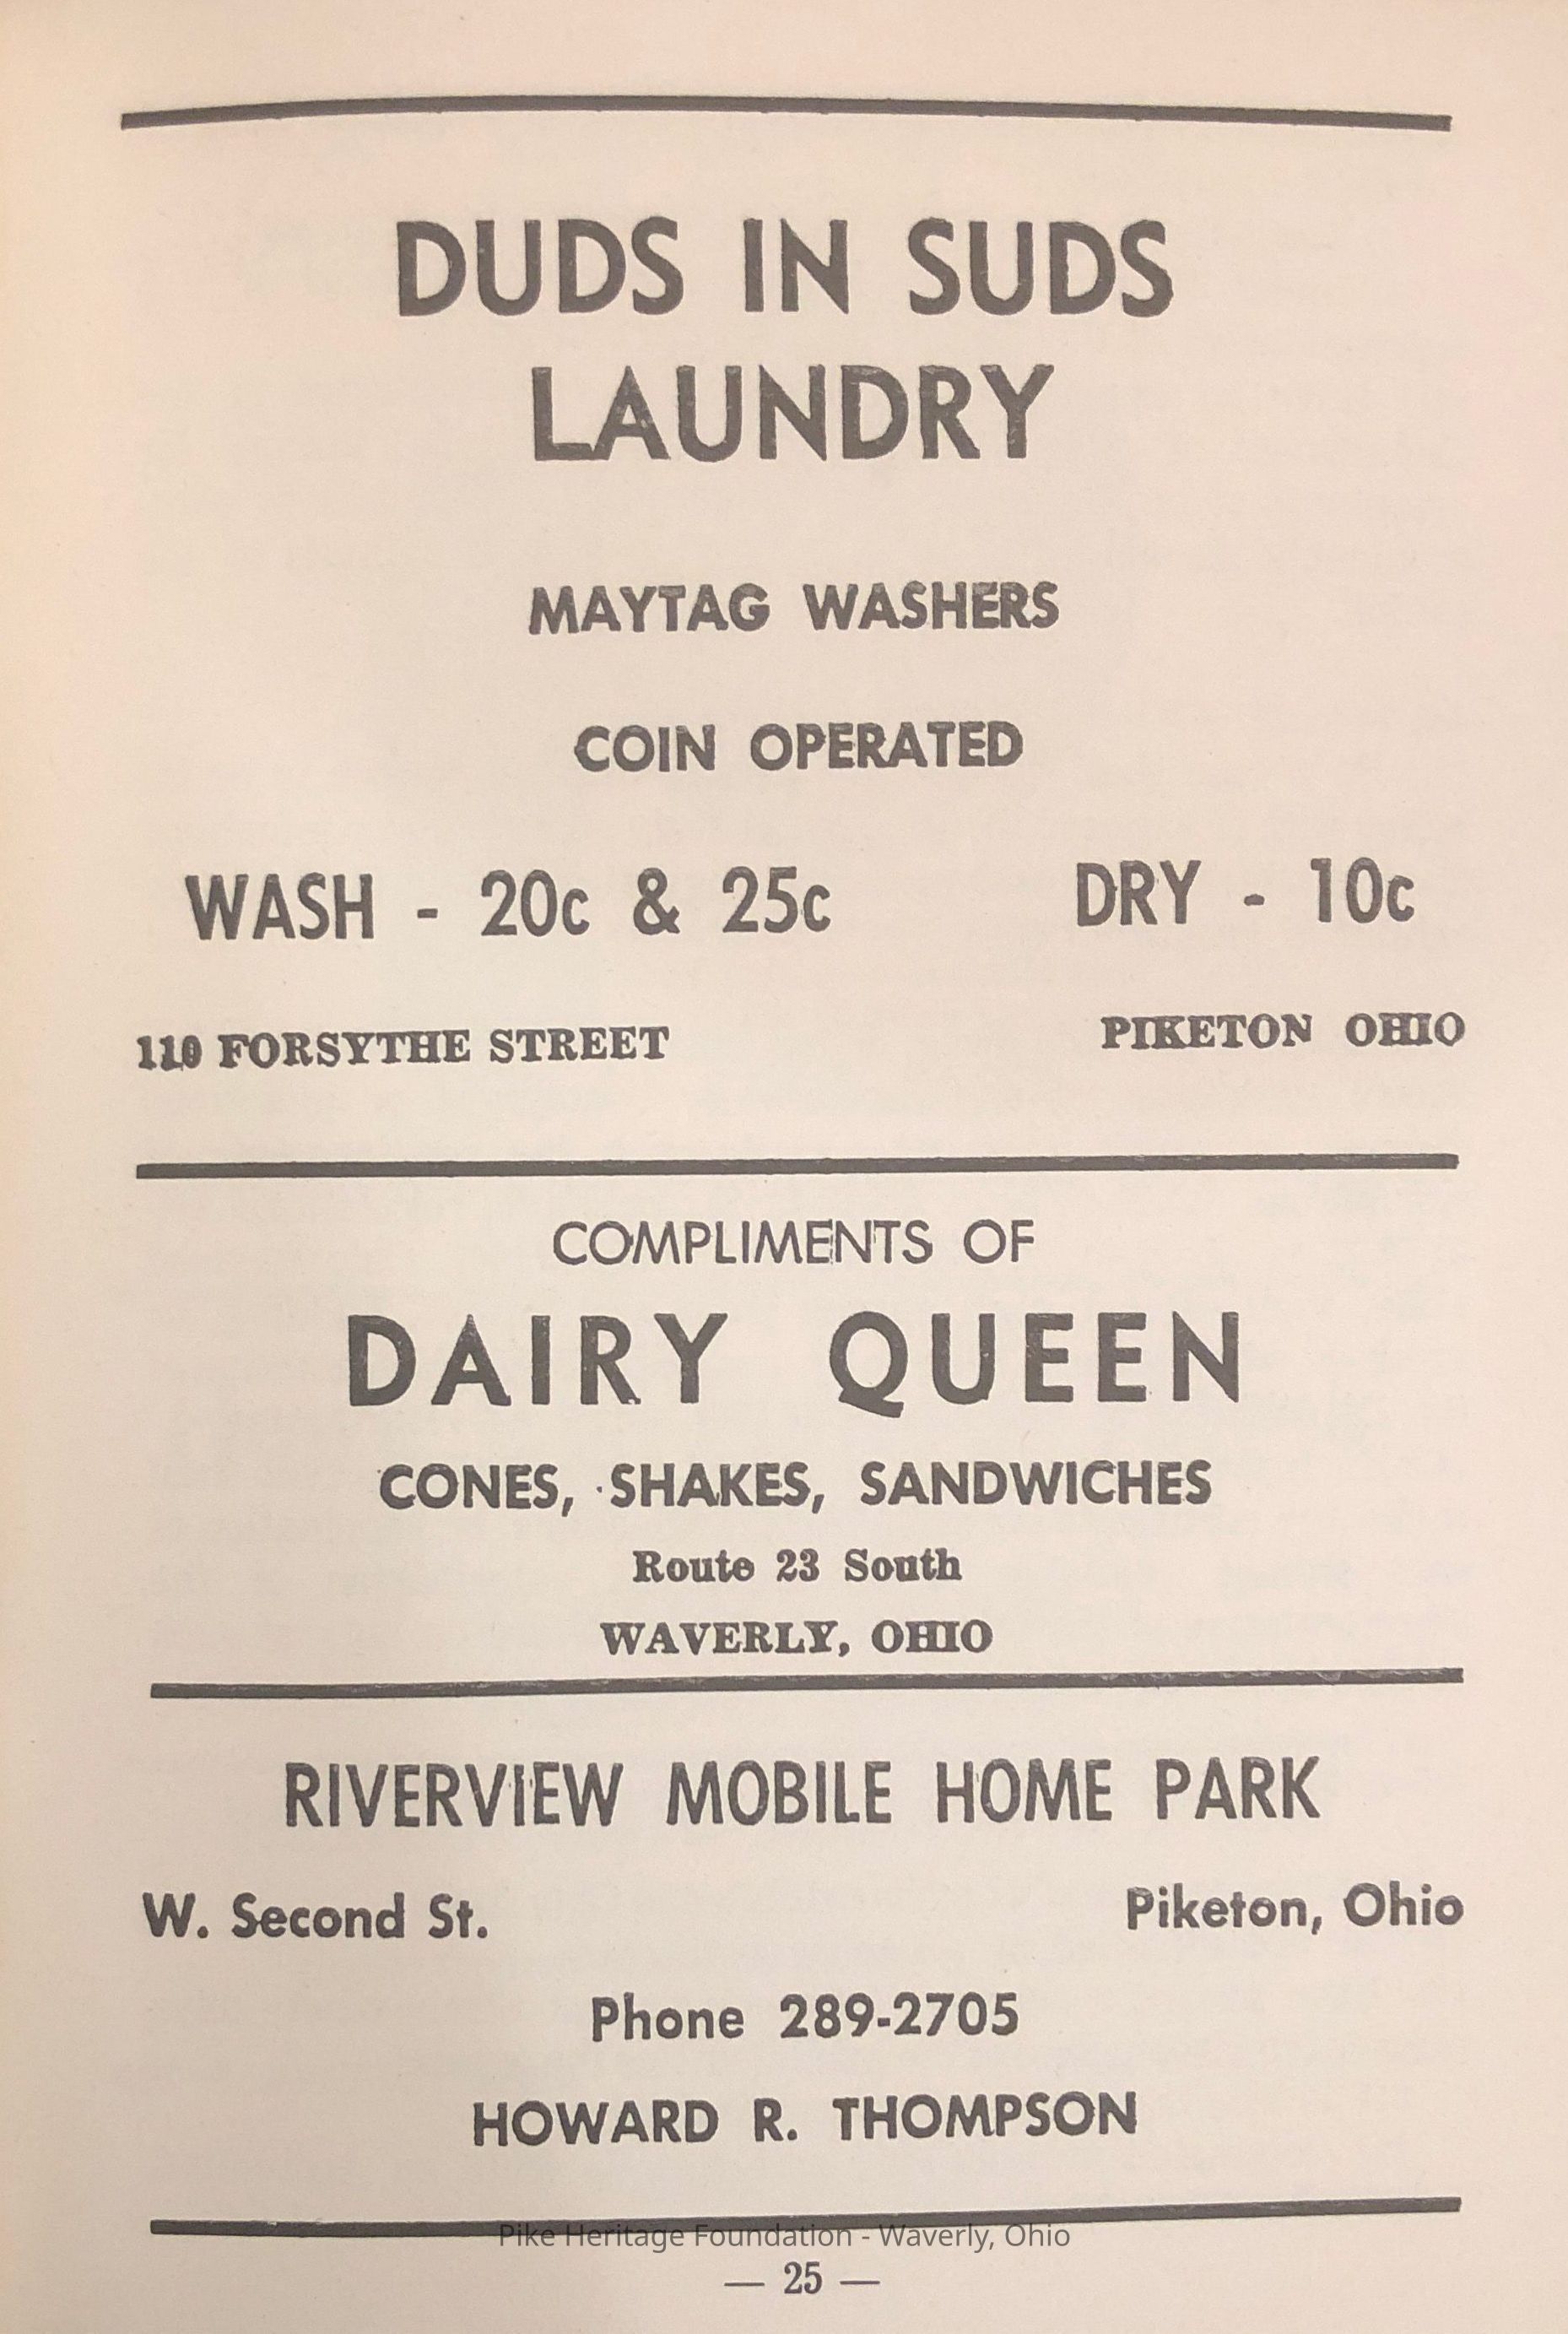 DUDS IN SUDS
LAUNDRY
MAYTAG WASHERS
COIN OPERATED
WASH - 20c & 25c DRY - 10c
110 FORSYTHE STREET PIKETON OHIO
COMPLIMENTS OF
DAIRY QUEEN
CONES, SHAKES, SANDWICHES
Route 23 South
WAVERLY, OHIO
RIVERVIEW MOBILE HOME PARK
W. Second St. Piketon, Ohio
Phone 289-2705
HOWARD R. THOMPSON
Pike Heritage Foundation - Waverly, Ohio
— 25 —